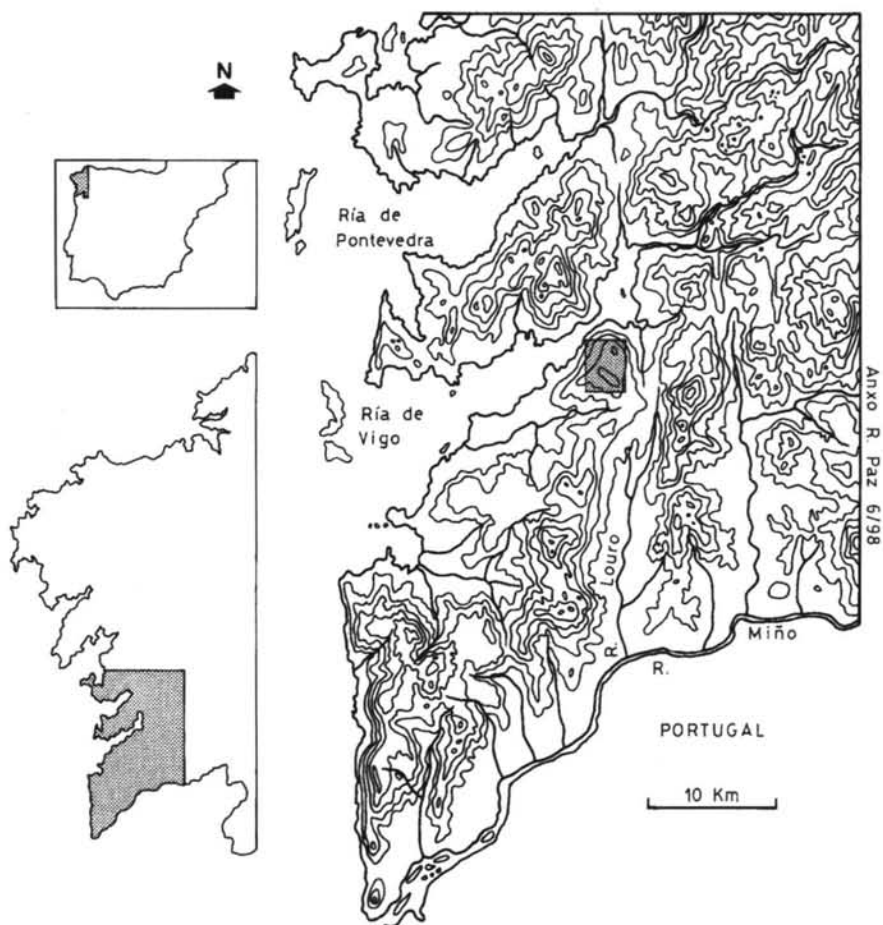 N
Ría de
Pontevedra
Ría de
Vigo
R. Louro
R. Miño
PORTUGAL
10 Km
Anxo R. Paz 6/98